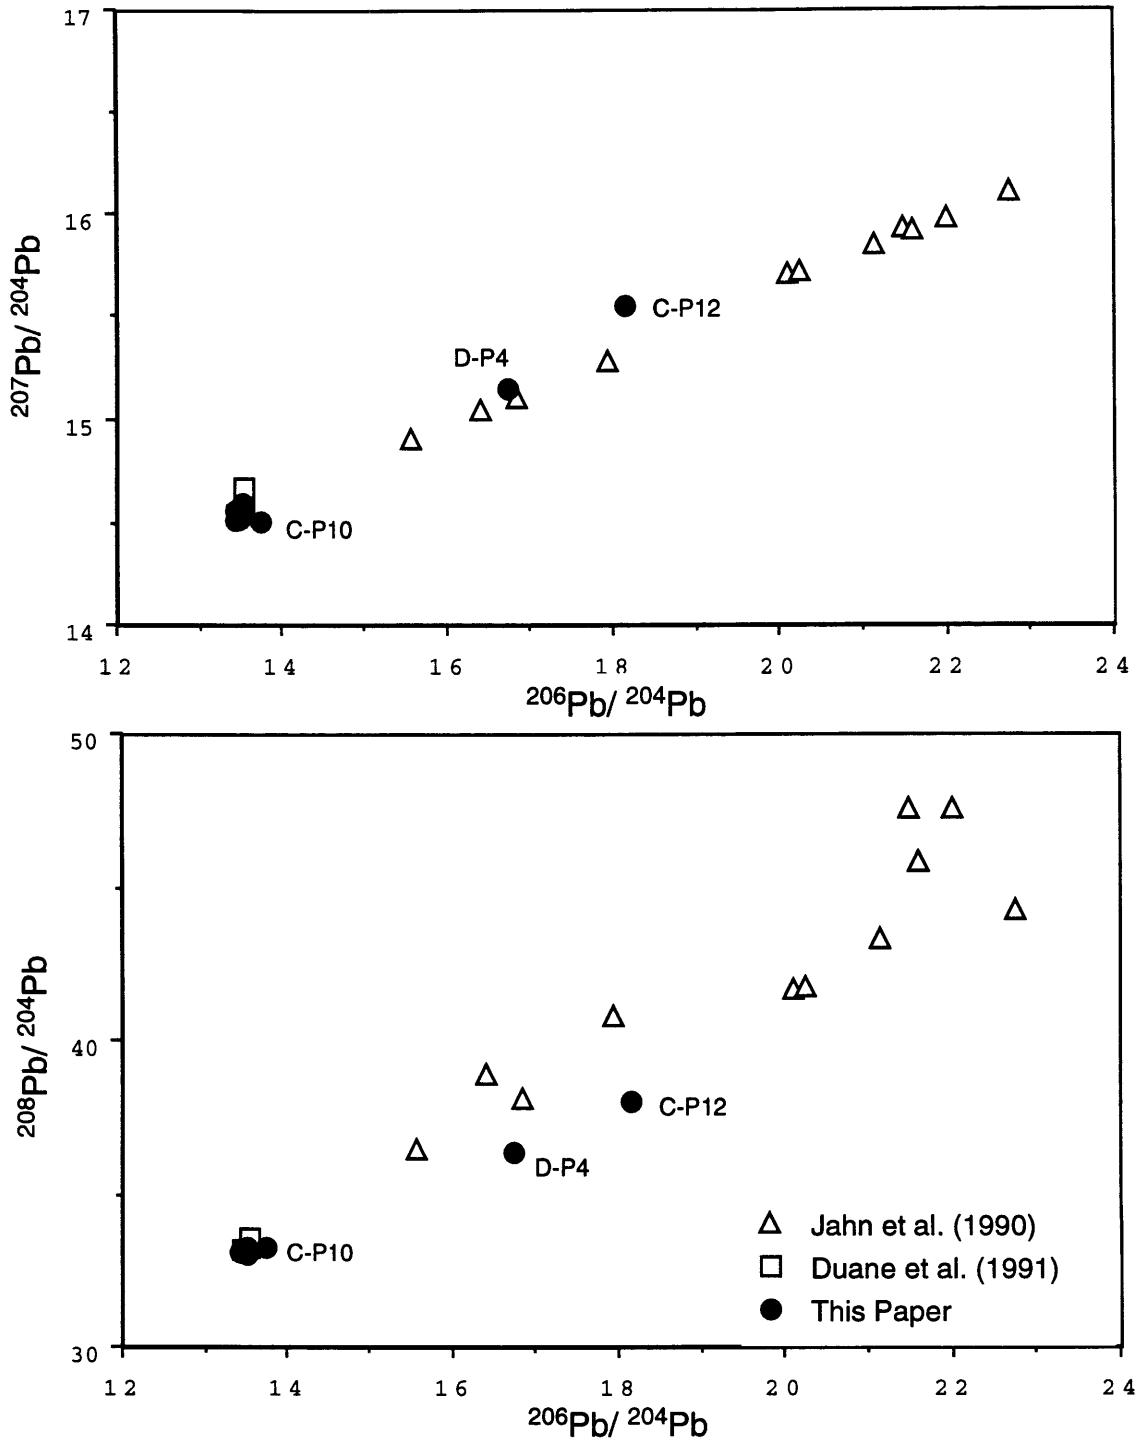 17
16
15
14
207Pb/ 204Pb
C-P12
D-P4
C-P10
12 14 16 18 20 22 24
206Pb/ 204Pb
50
40
30
208Pb/ 204Pb
C-P12
D-P4
C-P10
Jahn et al. (1990)
Duane et al. (1991)
This Paper
12 14 16 18 20 22 24
206Pb/ 204Pb